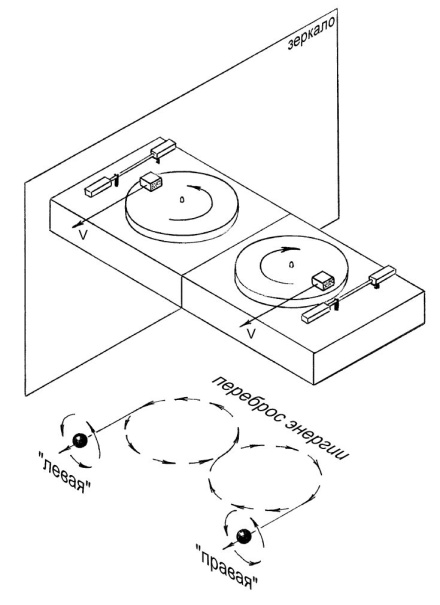 зеркало
V
V
переброс энергии
"левая"
"правая"